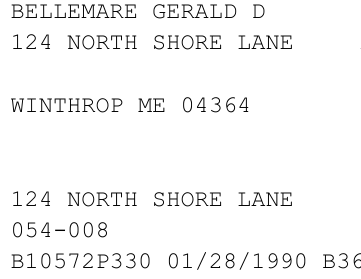 BELLEMARE GERALD D
124 NORTH SHORE LANE
WINTHROP ME 04364
124 NORTH SHORE LANE
054-008
B10572P330 01/28/1990 B36